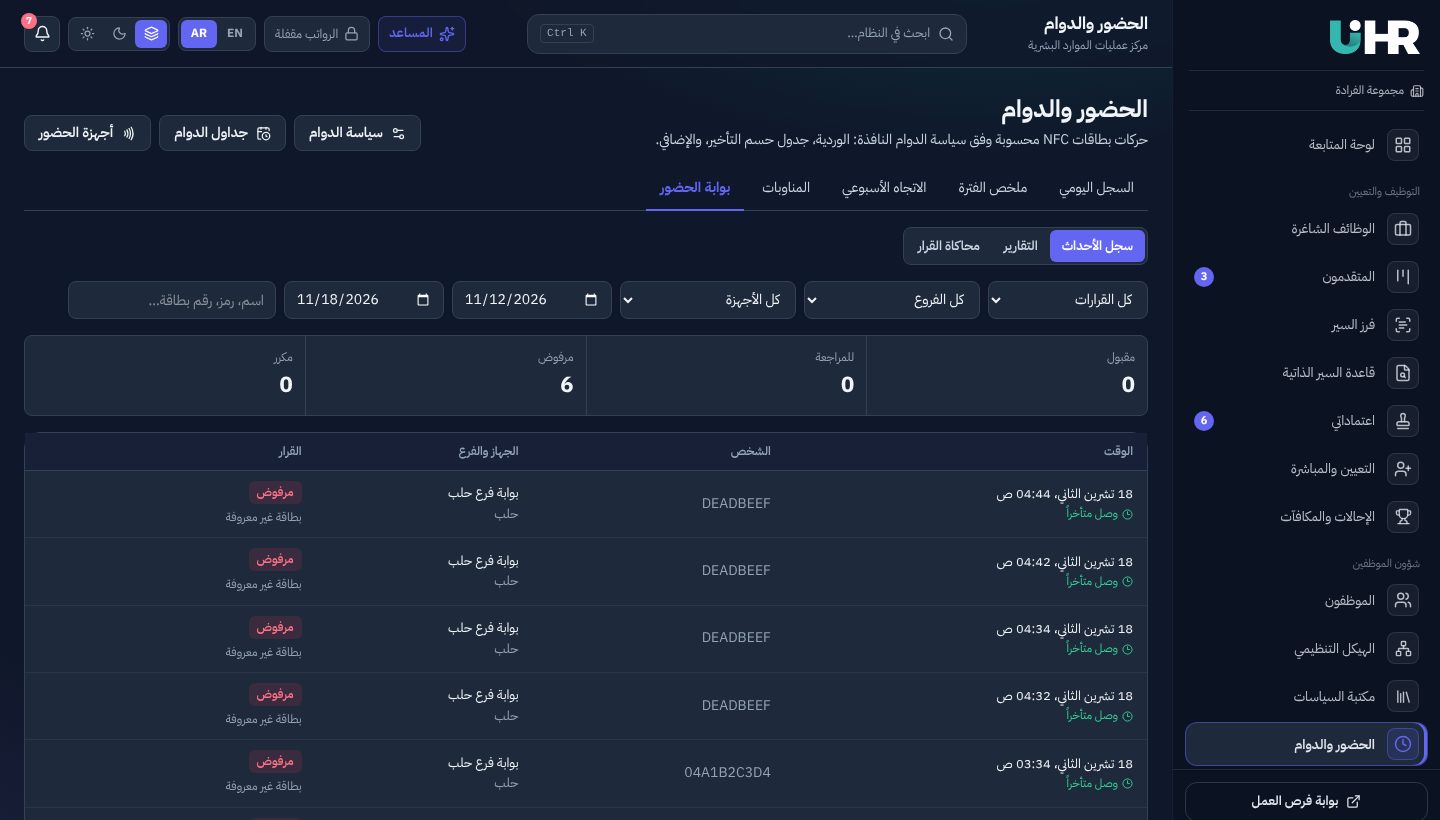 UHR
مجموعة الفرادة
لوحة المتابعة
التوظيف والتعيين
الوظائف الشاغرة
المتقدمون
3
فرز السير
قاعدة السير الذاتية
اعتماداتي
6
التعيين والمباشرة
الإحالات والمكافآت
شؤون الموظفين
الموظفون
الهيكل التنظيمي
مكتبة السياسات
الحضور والدوام
بوابة فرص العمل
الحضور والدوام
مركز عمليات الموارد البشرية
ابحث في النظام...
Ctrl K
المساعد
الرواتب مقفلة
AR
EN
7
الحضور والدوام
حركات بطاقات NFC محسوبة وفق سياسة الدوام النافذة: الوردية، جدول حسم التأخير، والإضافي.
سياسة الدوام
جداول الدوام
أجهزة الحضور
السجل اليومي
ملخص الفترة
الاتجاه الأسبوعي
المناوبات
بوابة الحضور
سجل الأحداث
التقارير
محاكاة القرار
كل القرارات
كل الفروع
كل الأجهزة
11/12/2026
11/18/2026
اسم، رمز، رقم بطاقة...
مقبول
0
للمراجعة
0
مرفوض
6
مكرر
0
الوقت
الشخص
الجهاز والفرع
القرار
18 تشرين الثاني، 04:44 ص
وصل متأخراً
DEADBEEF
بوابة فرع حلب
حلب
مرفوض
بطاقة غير معروفة
18 تشرين الثاني، 04:42 ص
وصل متأخراً
DEADBEEF
بوابة فرع حلب
حلب
مرفوض
بطاقة غير معروفة
18 تشرين الثاني، 04:34 ص
وصل متأخراً
DEADBEEF
بوابة فرع حلب
حلب
مرفوض
بطاقة غير معروفة
18 تشرين الثاني، 04:32 ص
وصل متأخراً
DEADBEEF
بوابة فرع حلب
حلب
مرفوض
بطاقة غير معروفة
18 تشرين الثاني، 03:34 ص
وصل متأخراً
04A1B2C3D4
بوابة فرع حلب
حلب
مرفوض
بطاقة غير معروفة